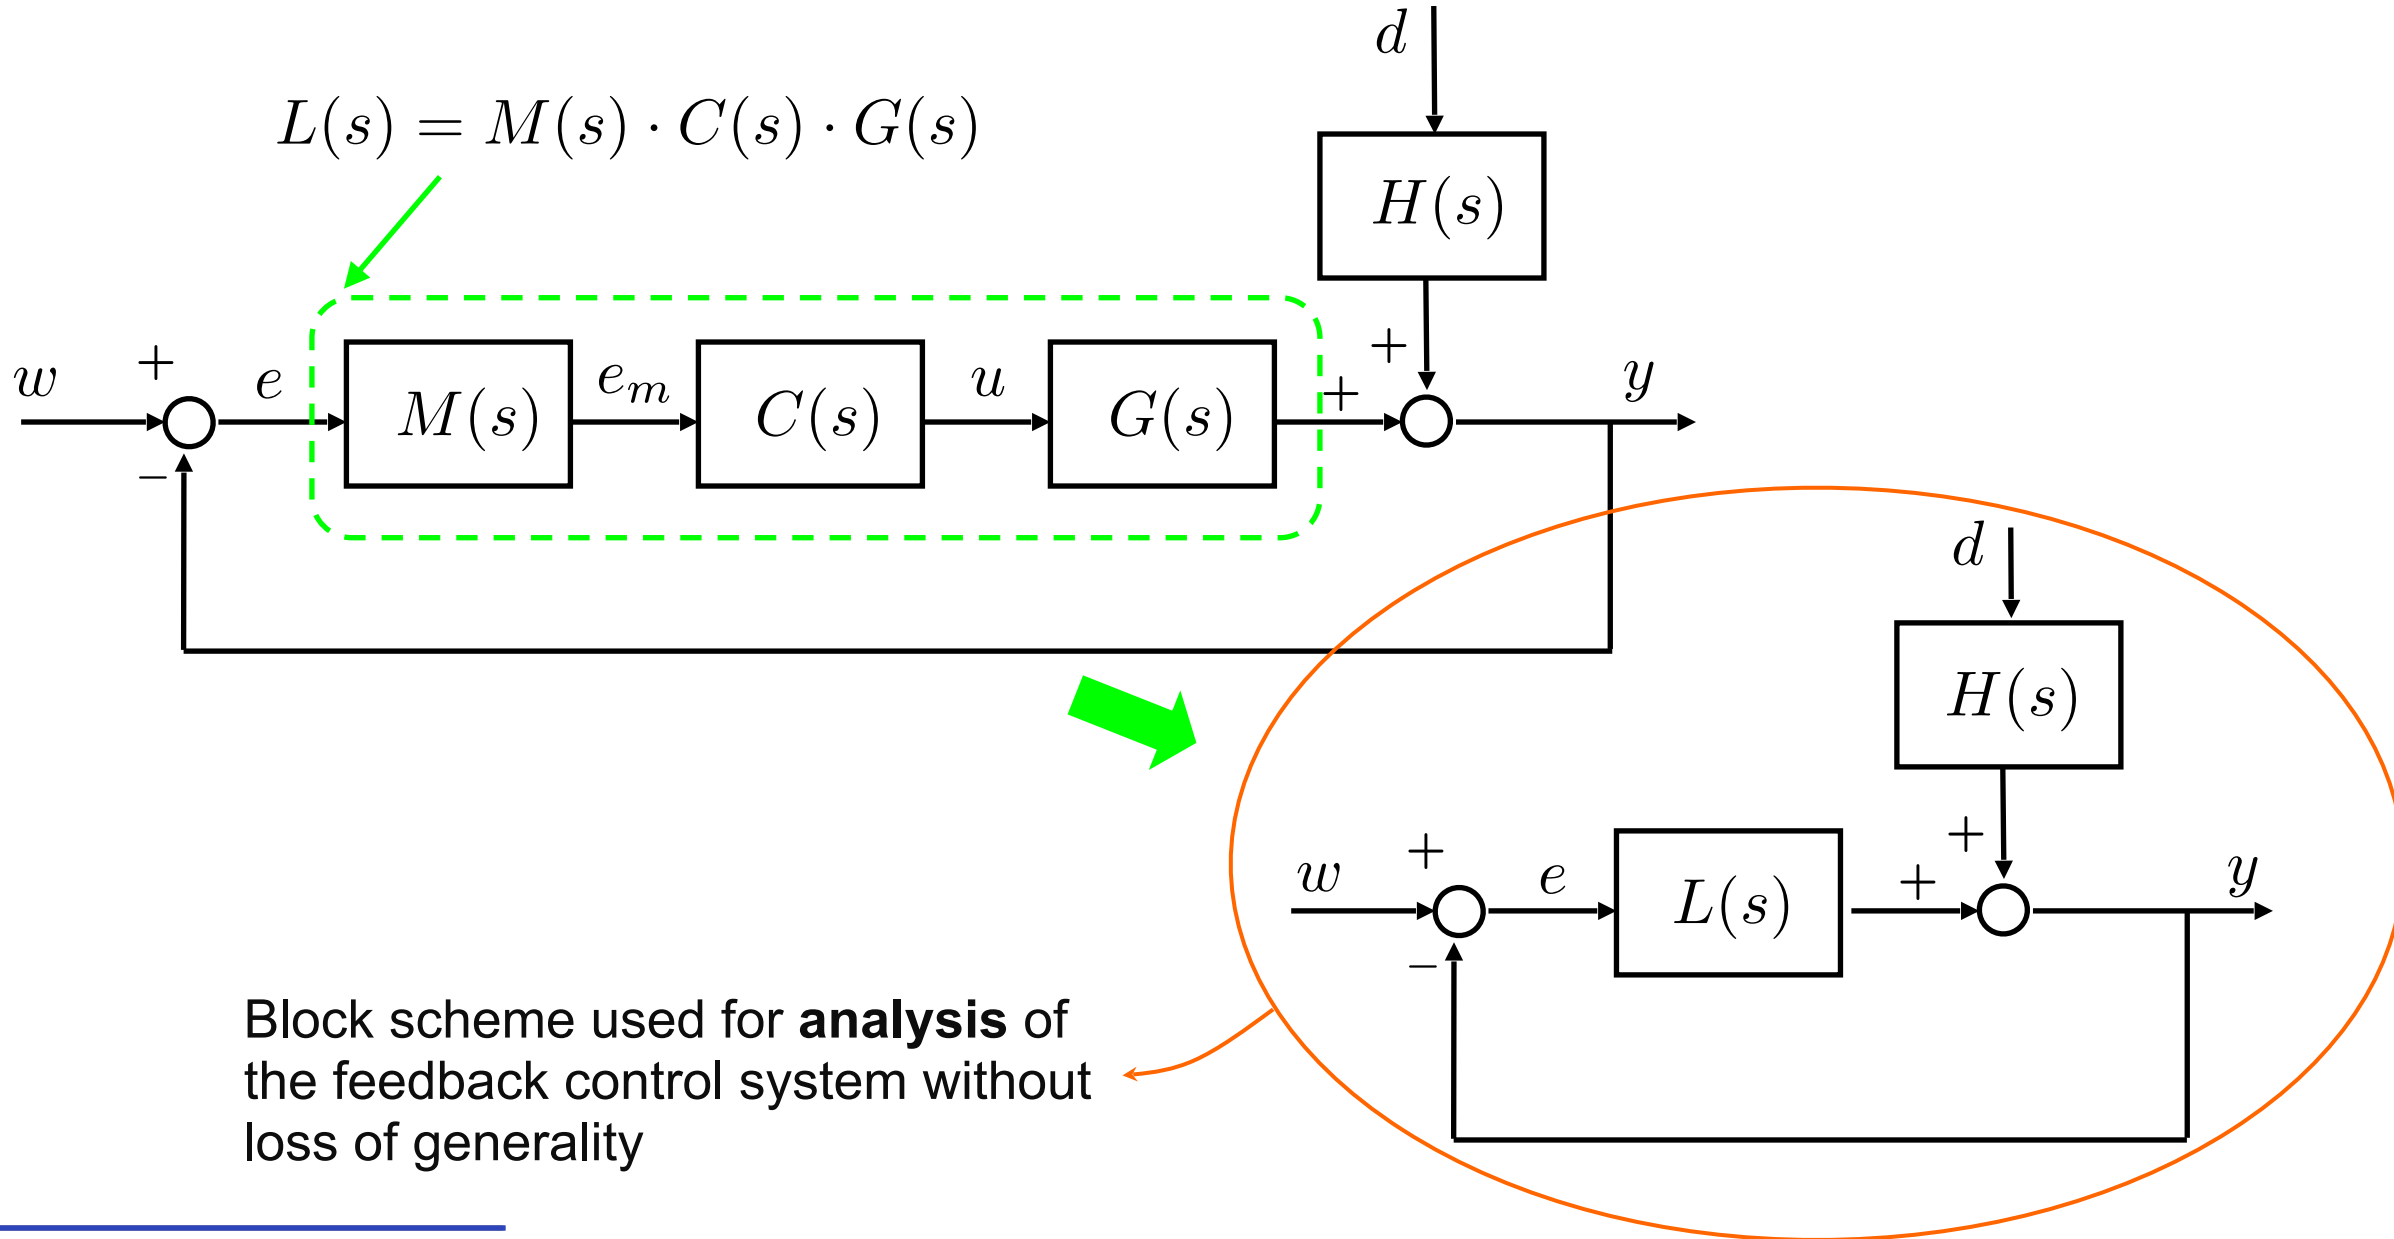 d
L(s) = M(s) · C(s) · G(s)
H(s)
w + e M(s) e_m C(s) u G(s) + + y
−
d
H(s)
w + e L(s) + + y
−
Block scheme used for analysis of
the feedback control system without
loss of generality